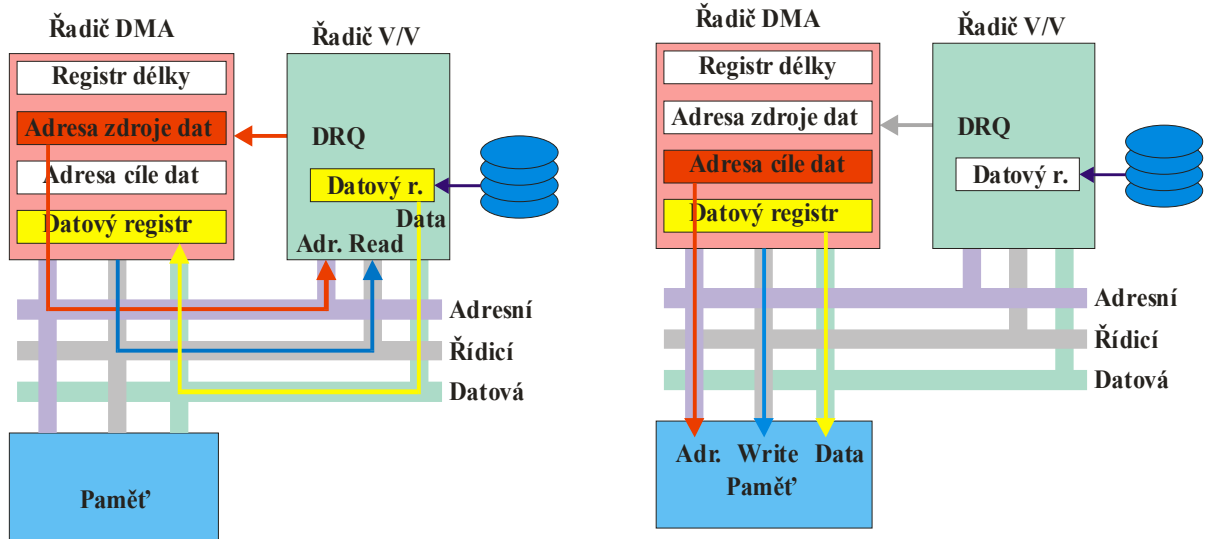 Řadič DMA
Řadič V/V
Registr délky
Adresa zdroje dat
DRQ
Adresa cíle dat
Datový r.
Datový registr
Data
Adr. Read
Adresní
Řídicí
Datová
Paměť
Řadič DMA
Řadič V/V
Registr délky
Adresa zdroje dat
DRQ
Adresa cíle dat
Datový r.
Datový registr
Adresní
Řídicí
Datová
Adr. Write Data
Paměť